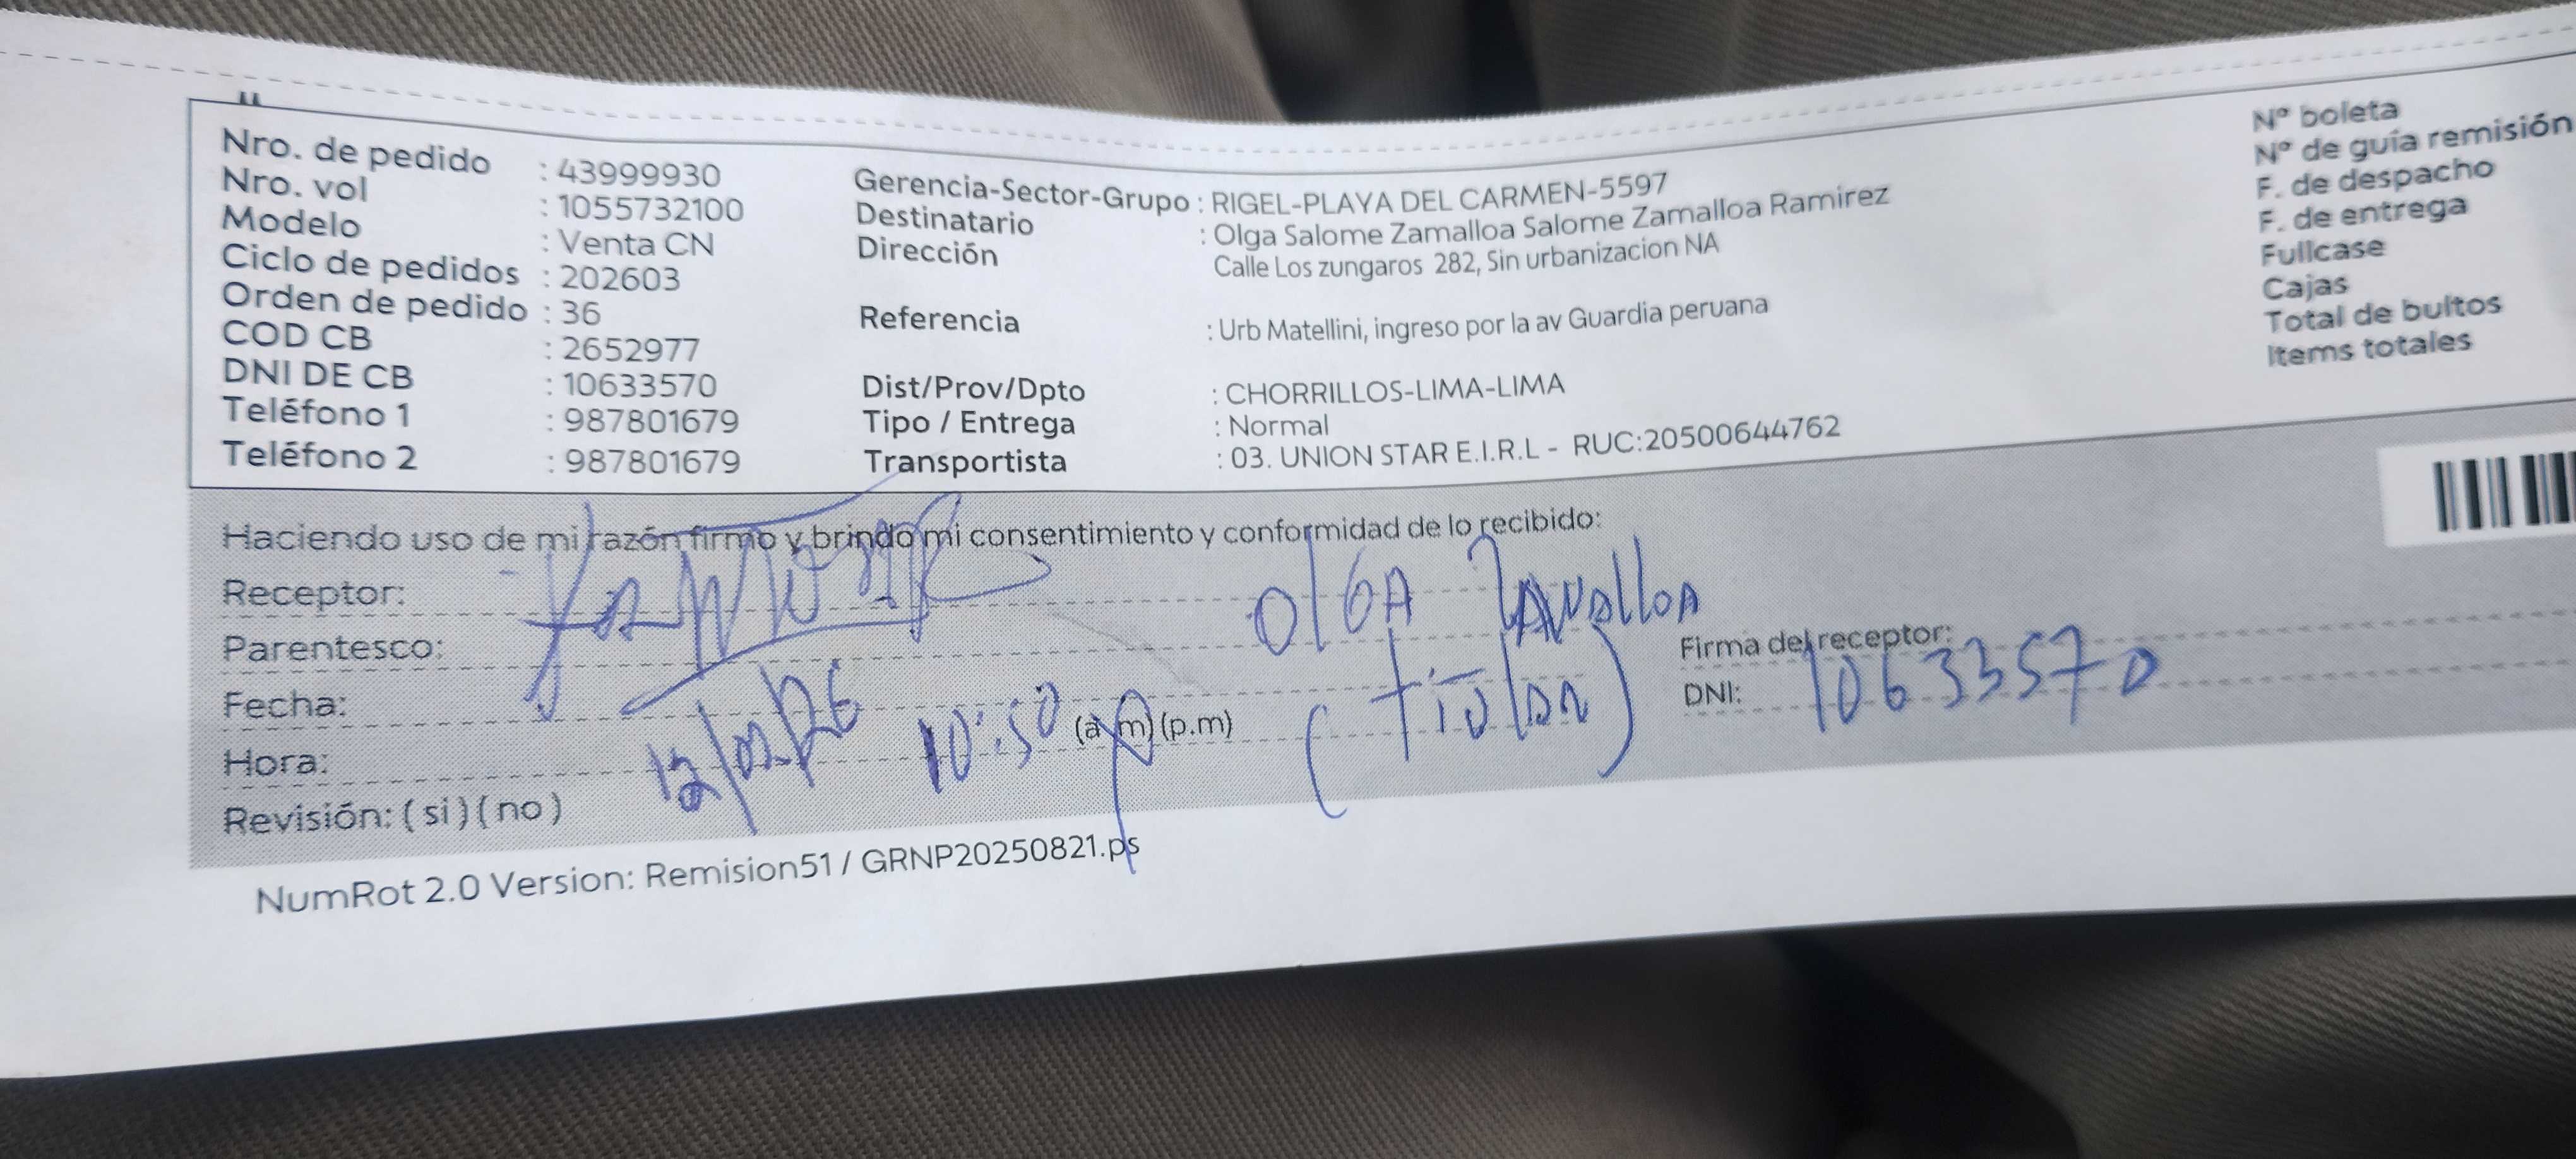 Nro. de pedido : 43999930
Nro. vol : 1055732100
Modelo : Venta CN
Ciclo de pedidos : 202603
Orden de pedido : 36
COD CB : 2652977
DNI DE CB : 10633570
Teléfono 1 : 987801679
Teléfono 2 : 987801679
Gerencia-Sector-Grupo : RIGEL-PLAYA DEL CARMEN-5597
Destinatario : Olga Salome Zamalloa Salome Zamalloa Ramirez
Dirección Calle Los zungaros 282, Sin urbanizacion NA
Referencia : Urb Matellini, ingreso por la av Guardia peruana
Dist/Prov/Dpto : CHORRILLOS-LIMA-LIMA
Tipo / Entrega : Normal
Transportista : 03. UNION STAR E.I.R.L - RUC:20500644762
Nº boleta
Nº de guía remisión
F. de despacho
F. de entrega
Fullcase
Cajas
Total de bultos
Items totales
Haciendo uso de mi razón firmo y brindo mi consentimiento y conformidad de lo recibido:
Receptor: OlGA
Parentesco:
Firma del receptor:
Fecha: 12/02/26
DNI: 10633570
Hora: 10:50 (a.m) (p.m)
Revisión: ( si ) ( no )
NumRot 2.0 Version: Remision51 / GRNP20250821.ps